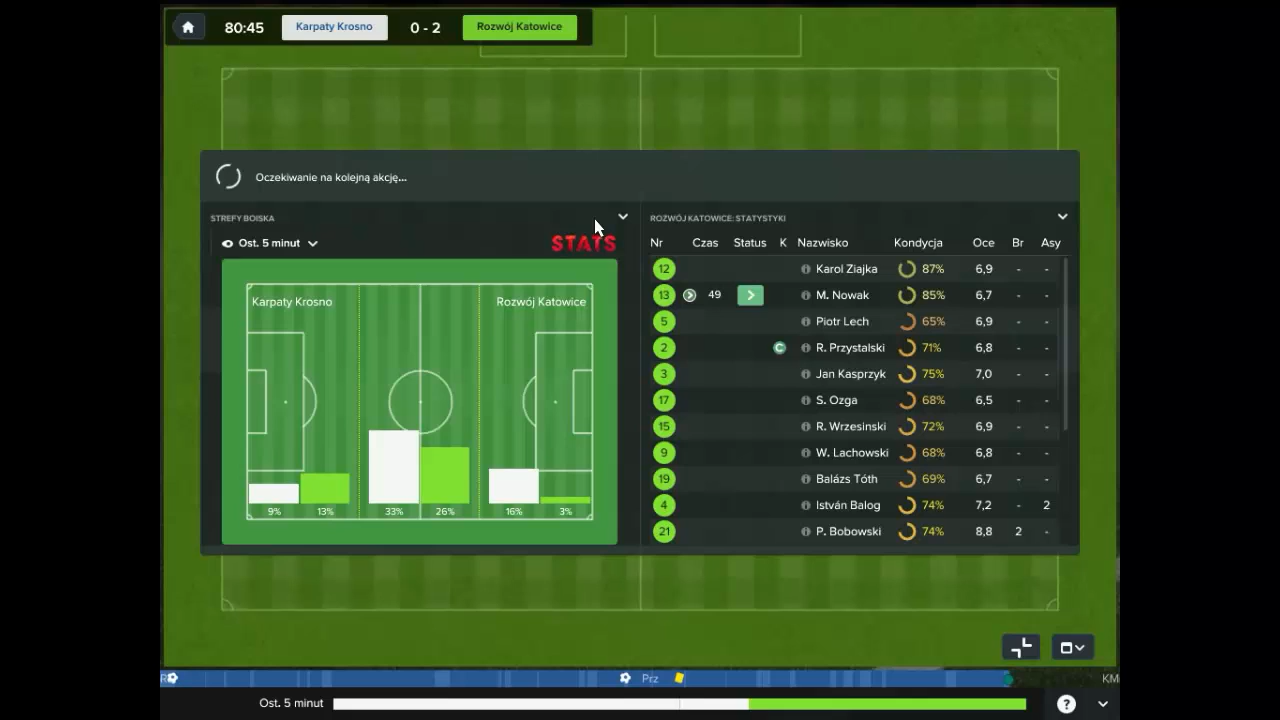 80:45 Karpaty Krosno 0 - 2 Rozwój Katowice
Oczekiwanie na kolejną akcję...
STREFY BOISKA
Ost. 5 minut
STATS
Karpaty Krosno Rozwój Katowice
9% 13% 33% 26% 16% 3%
ROZWÓJ KATOWICE: STATYSTYKI
Nr Czas Status K Nazwisko Kondycja Oce Br Asy
12 Karol Ziajka 87% 6,9 - -
13 49 M. Nowak 85% 6,7 - -
5 Piotr Lech 65% 6,9 - -
2 C R. Przystalski 71% 6,8 - -
3 Jan Kasprzyk 75% 7,0 - -
17 S. Ozga 68% 6,5 - -
15 R. Wrzesinski 72% 6,9 - -
9 W. Lachowski 68% 6,8 - -
19 Balázs Tóth 69% 6,7 - -
4 István Balog 74% 7,2 - 2
21 P. Bobowski 74% 8,8 2 -
R Prz KM
Ost. 5 minut ?